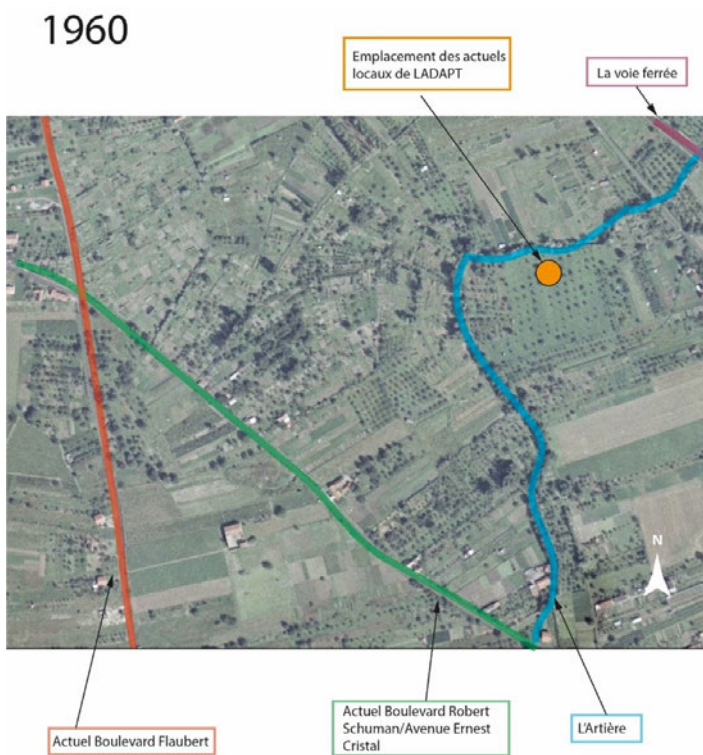 1960
Emplacement des actuels
locaux de LADAPT
La voie ferrée
N
Actuel Boulevard Flaubert
Actuel Boulevard Robert
Schuman/Avenue Ernest
Cristal
L'Artière